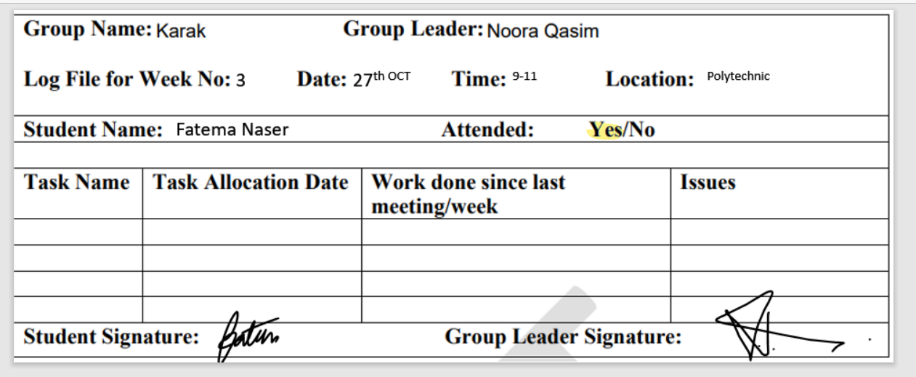 Group Name: Karak Group Leader: Noora Qasim
Log File for Week No: 3 Date: 27th OCT Time: 9-11 Location: Polytechnic
Student Name: Fatema Naser Attended: Yes/No
Task Name Task Allocation Date Work done since last meeting/week Issues
Student Signature: Group Leader Signature: